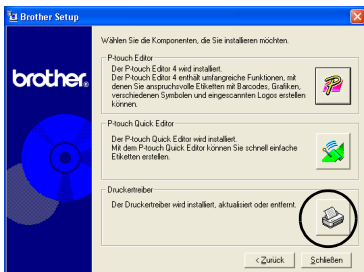 Brother Setup
brother.
Wählen Sie die Komponenten, die Sie installieren möchten.
P-touch Editor
Der P-touch Editor 4 wird installiert.
Der P-touch Editor 4 enthält umfangreiche Funktionen, mit
denen Sie anspruchsvolle Etiketten mit Barcodes, Grafiken,
verschiedenen Symbolen und eingescannten Logos erstellen
können.
P-touch Quick Editor
Der P-touch Quick Editor wird installiert.
Mit dem P-touch Quick Editor können Sie schnell einfache
Etiketten erstellen.
Druckertreiber
Der Druckertreiber wird installiert, aktualisiert oder entfernt.
< Zurück
Schließen